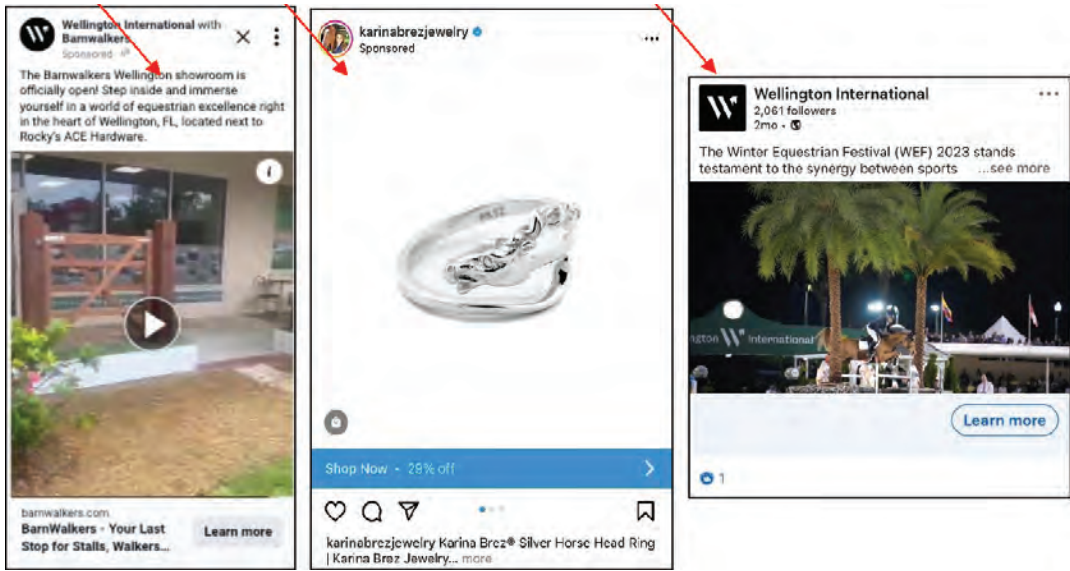 Wellington International with
Barnwalkers
Sponsored
The Barnwalkers Wellington showroom is
officially open! Step inside and immerse
yourself in a world of equestrian excellence right
in the heart of Wellington, FL, located next to
Rocky's ACE Hardware.
barnwalkers.com
BarnWalkers - Your Last
Stop for Stalls, Walkers...
Learn more
karinabrezjewelry
Sponsored
Shop Now - 29% off
karinabrezjewelry Karina Brez® Silver Horse Head Ring
| Karina Brez Jewelry... more
Wellington International
2,061 followers
2mo •
The Winter Equestrian Festival (WEF) 2023 stands
testament to the synergy between sports ...see more
ngton International
Learn more
1